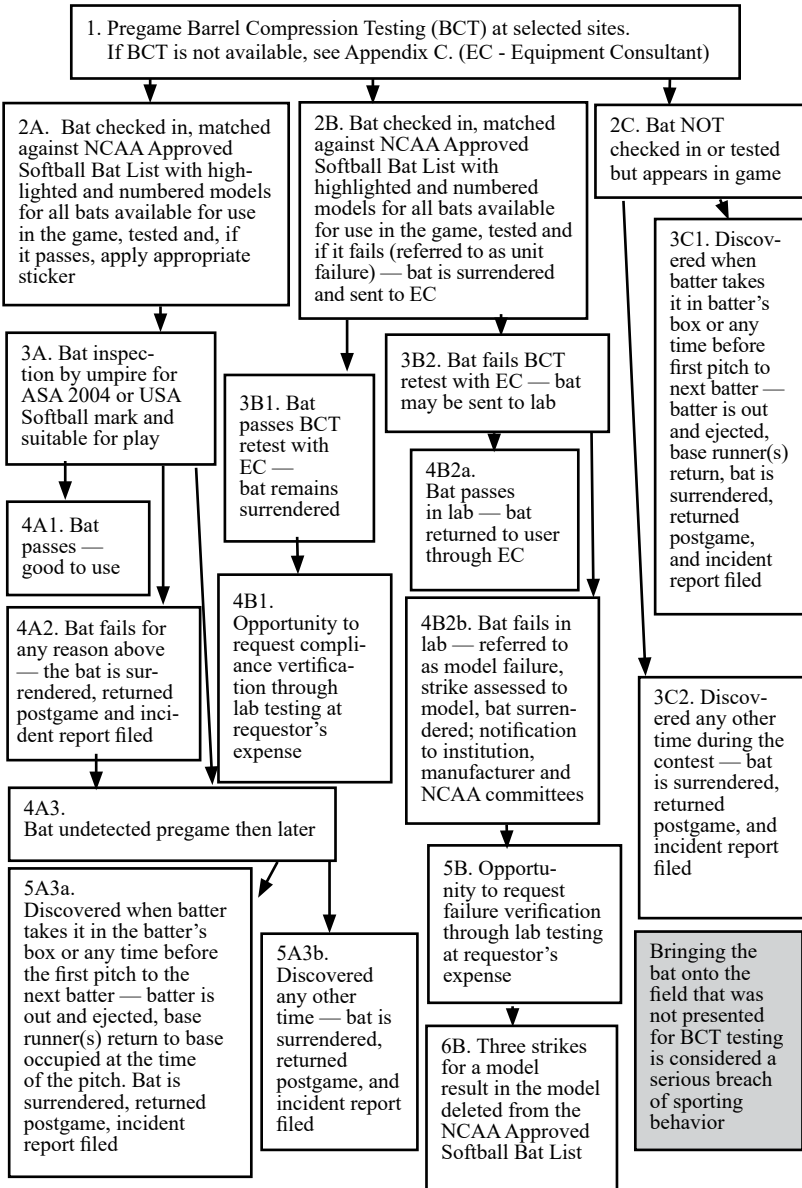 1. Pregame Barrel Compression Testing (BCT) at selected sites.
If BCT is not available, see Appendix C. (EC - Equipment Consultant)
2A. Bat checked in, matched
against NCAA Approved
Softball Bat List with high-
lighted and numbered models
for all bats available for use
in the game, tested and, if
it passes, apply appropriate
sticker
2B. Bat checked in, matched
against NCAA Approved
Softball Bat List with
highlighted and numbered
models for all bats available
for use in the game, tested and
if it fails (referred to as unit
failure) — bat is surrendered
and sent to EC
2C. Bat NOT
checked in or tested
but appears in game
3A. Bat inspec-
tion by umpire for
ASA 2004 or USA
Softball mark and
suitable for play
3B1. Bat
passes BCT
retest with
EC —
bat remains
surrendered
3B2. Bat fails BCT
retest with EC — bat
may be sent to lab
3C1. Discov-
ered when
batter takes
it in batter’s
box or any
time before
first pitch to
next batter —
batter is out
and ejected,
base runner(s)
return, bat is
surrendered,
returned
postgame,
and incident
report filed
4A1. Bat
passes —
good to use
4B2a.
Bat passes
in lab — bat
returned to user
through EC
4A2. Bat fails for
any reason above
— the bat is sur-
rendered, returned
postgame and inci-
dent report filed
4B1.
Opportunity to
request compli-
ance vertifica-
tion through
lab testing at
requestor’s
expense
4B2b. Bat fails in
lab — referred
to as model failure,
strike assessed to
model, bat surren-
dered; notification
to institution,
manufacturer and
NCAA committees
3C2. Discov-
ered any other
time during the
contest — bat
is surrendered,
returned
postgame, and
incident report
filed
4A3.
Bat undetected pregame then later
5A3a.
Discovered when batter
takes it in the batter’s
box or any time before
the first pitch to the
next batter — batter is
out and ejected, base
runner(s) return to base
occupied at the time
of the pitch. Bat is
surrendered, returned
postgame, incident
report filed
5A3b.
Discovered
any other
time — bat is
surrendered,
returned
postgame, and
incident report
filed
5B. Opportu-
nity to request
failure verification
through lab testing
at requestor’s
expense
6B. Three strikes
for a model
result in the model
deleted from the
NCAA Approved
Softball Bat List
Bringing the
bat onto the
field that was
not presented
for BCT testing
is considered a
serious breach
of sporting
behavior